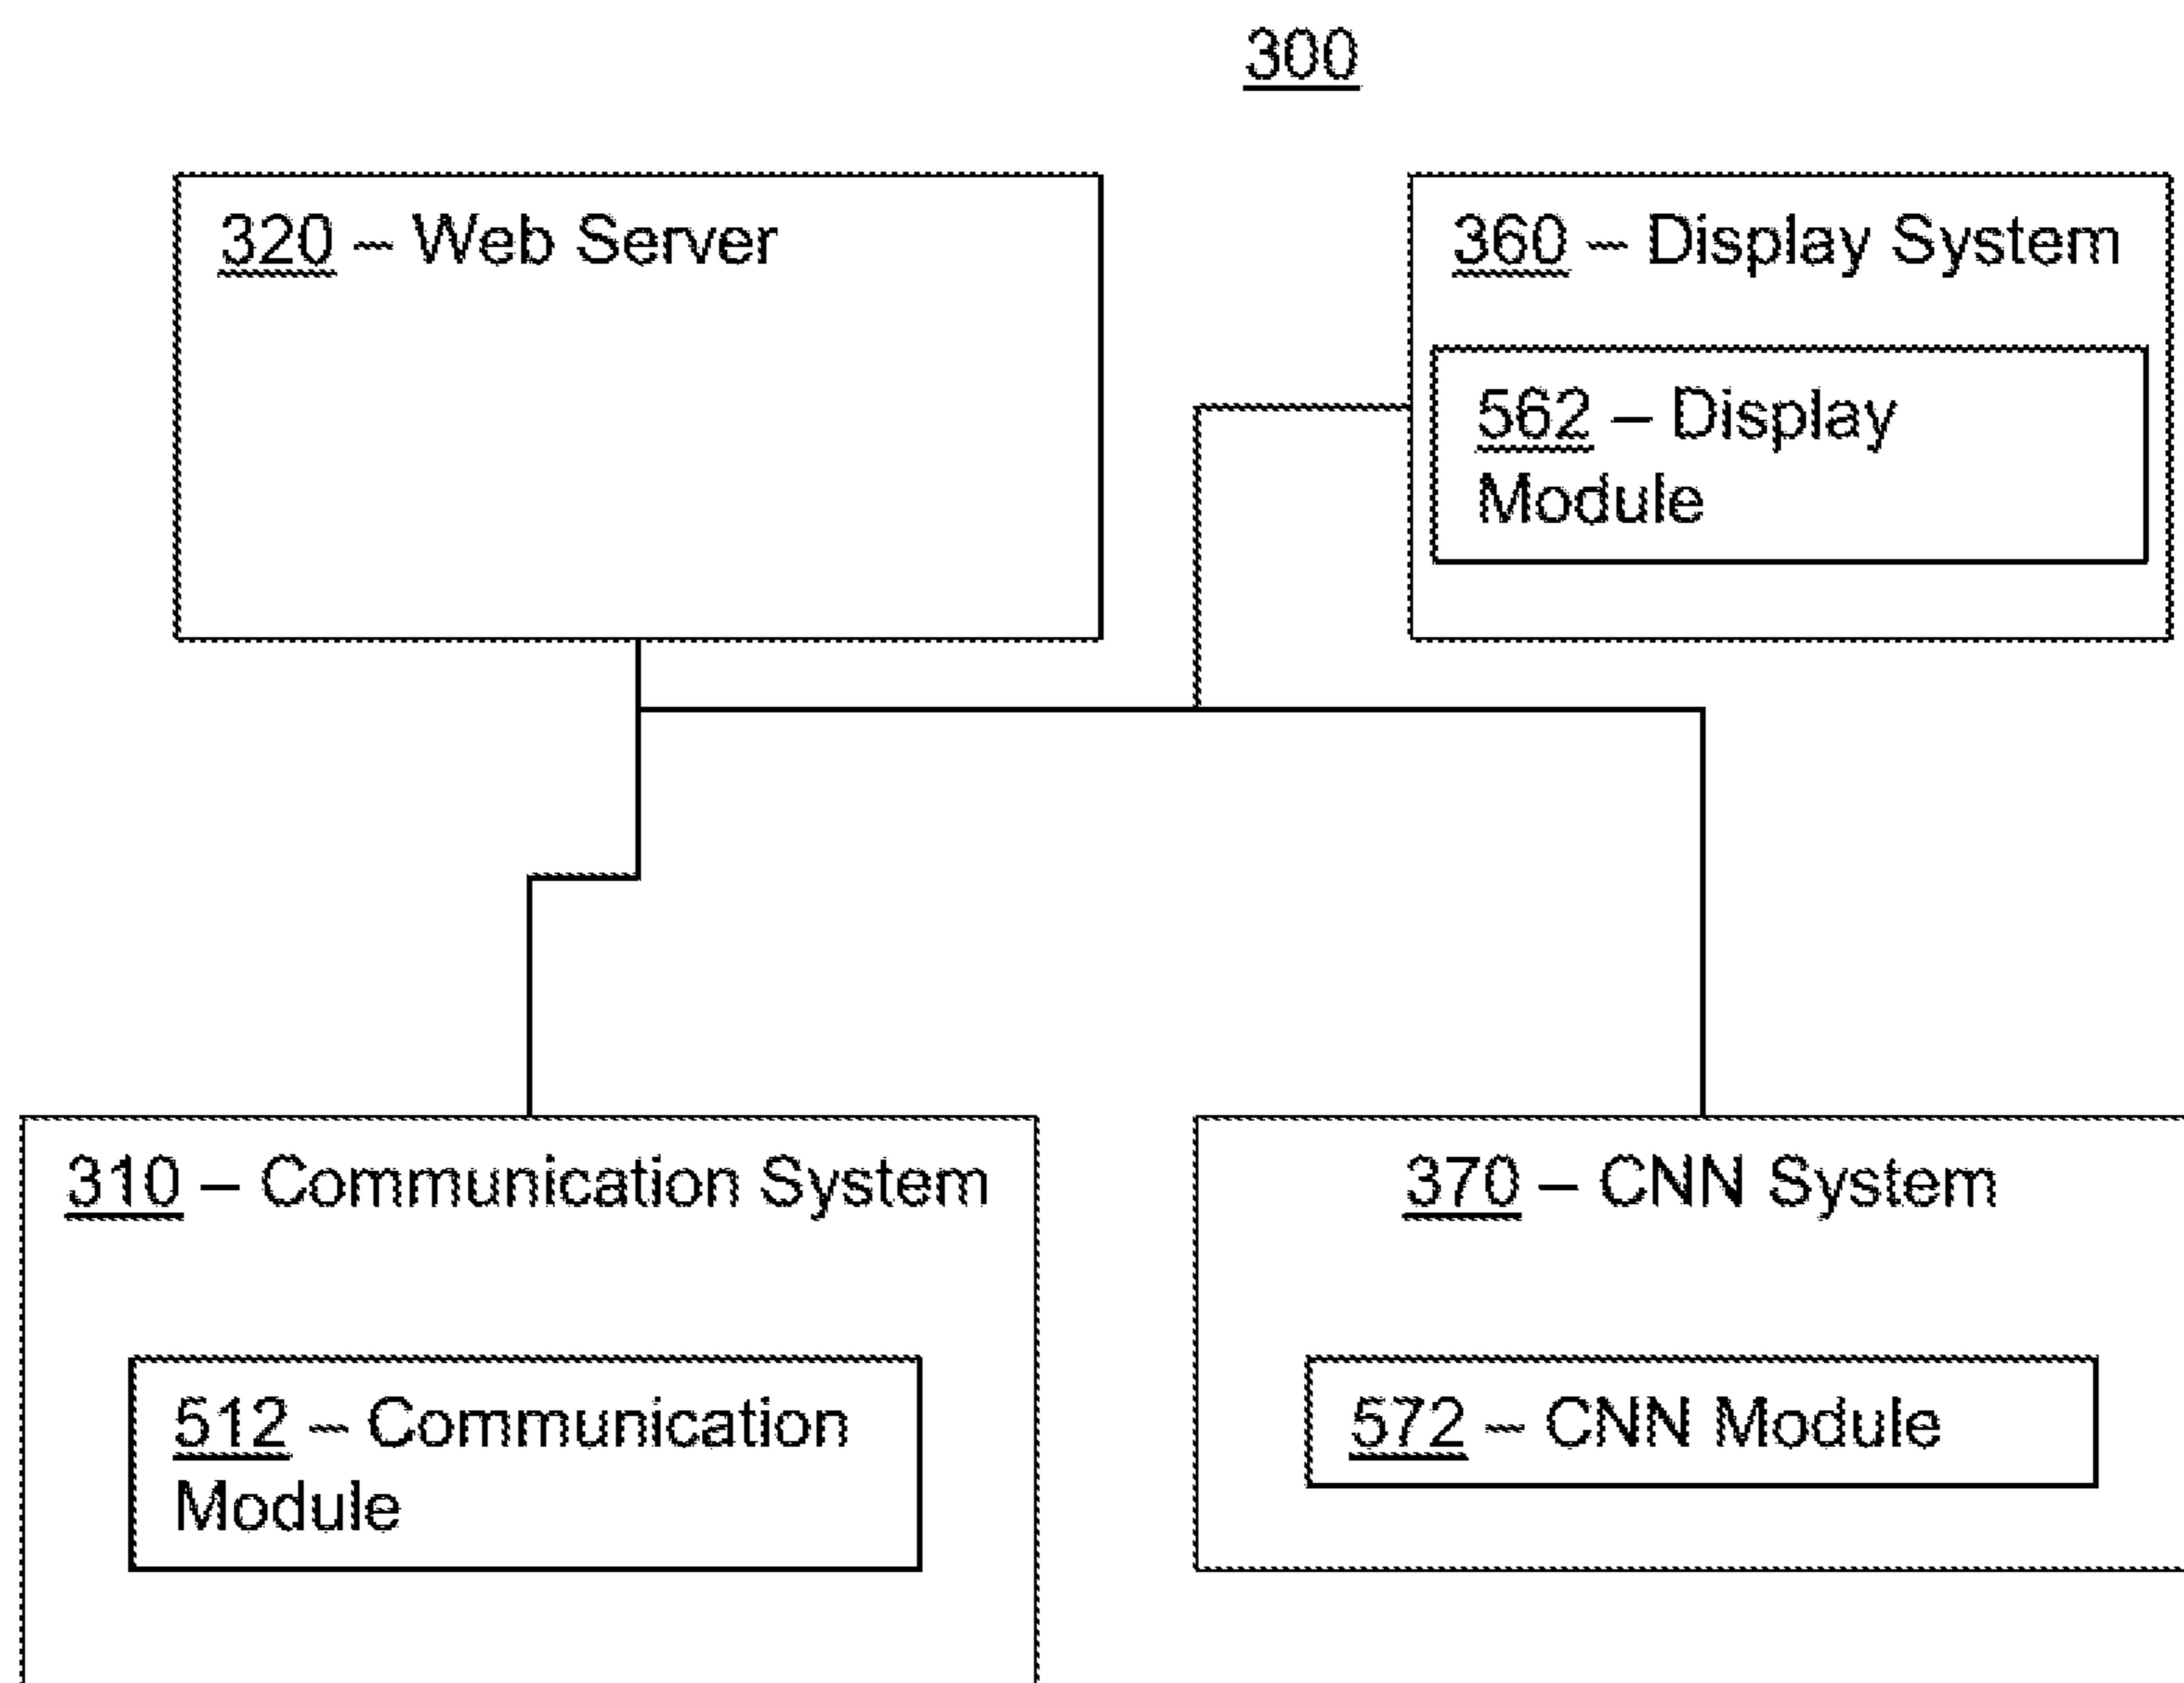 300
320 – Web Server
360 – Display System
562 – Display
Module
310 – Communication System
370 – CNN System
512 – Communication
Module
572 – CNN Module